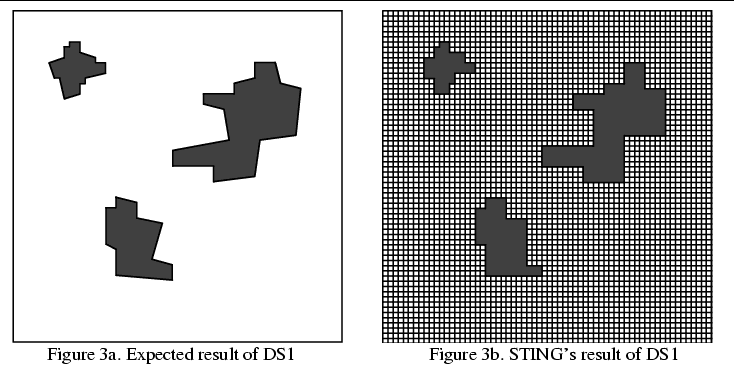 Figure 3a. Expected result of DS1
Figure 3b. STING's result of DS1